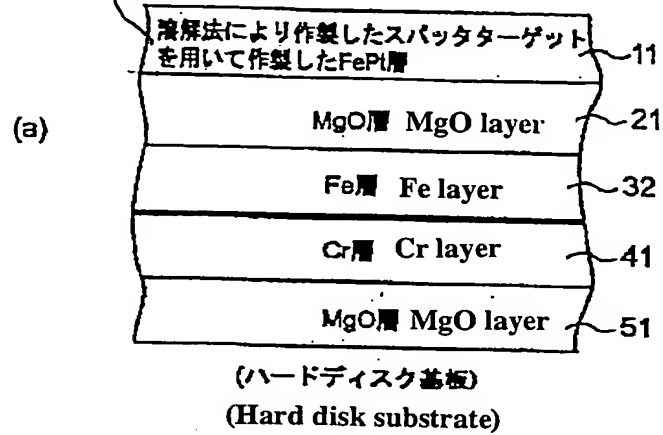 溶解法により作製したスパッタターゲット
を用いて作製したFePt層
11
(a)
MgO層 MgO layer
21
Fe層 Fe layer
32
Cr層 Cr layer
41
MgO層 MgO layer
51
(ハードディスク基板)
(Hard disk substrate)